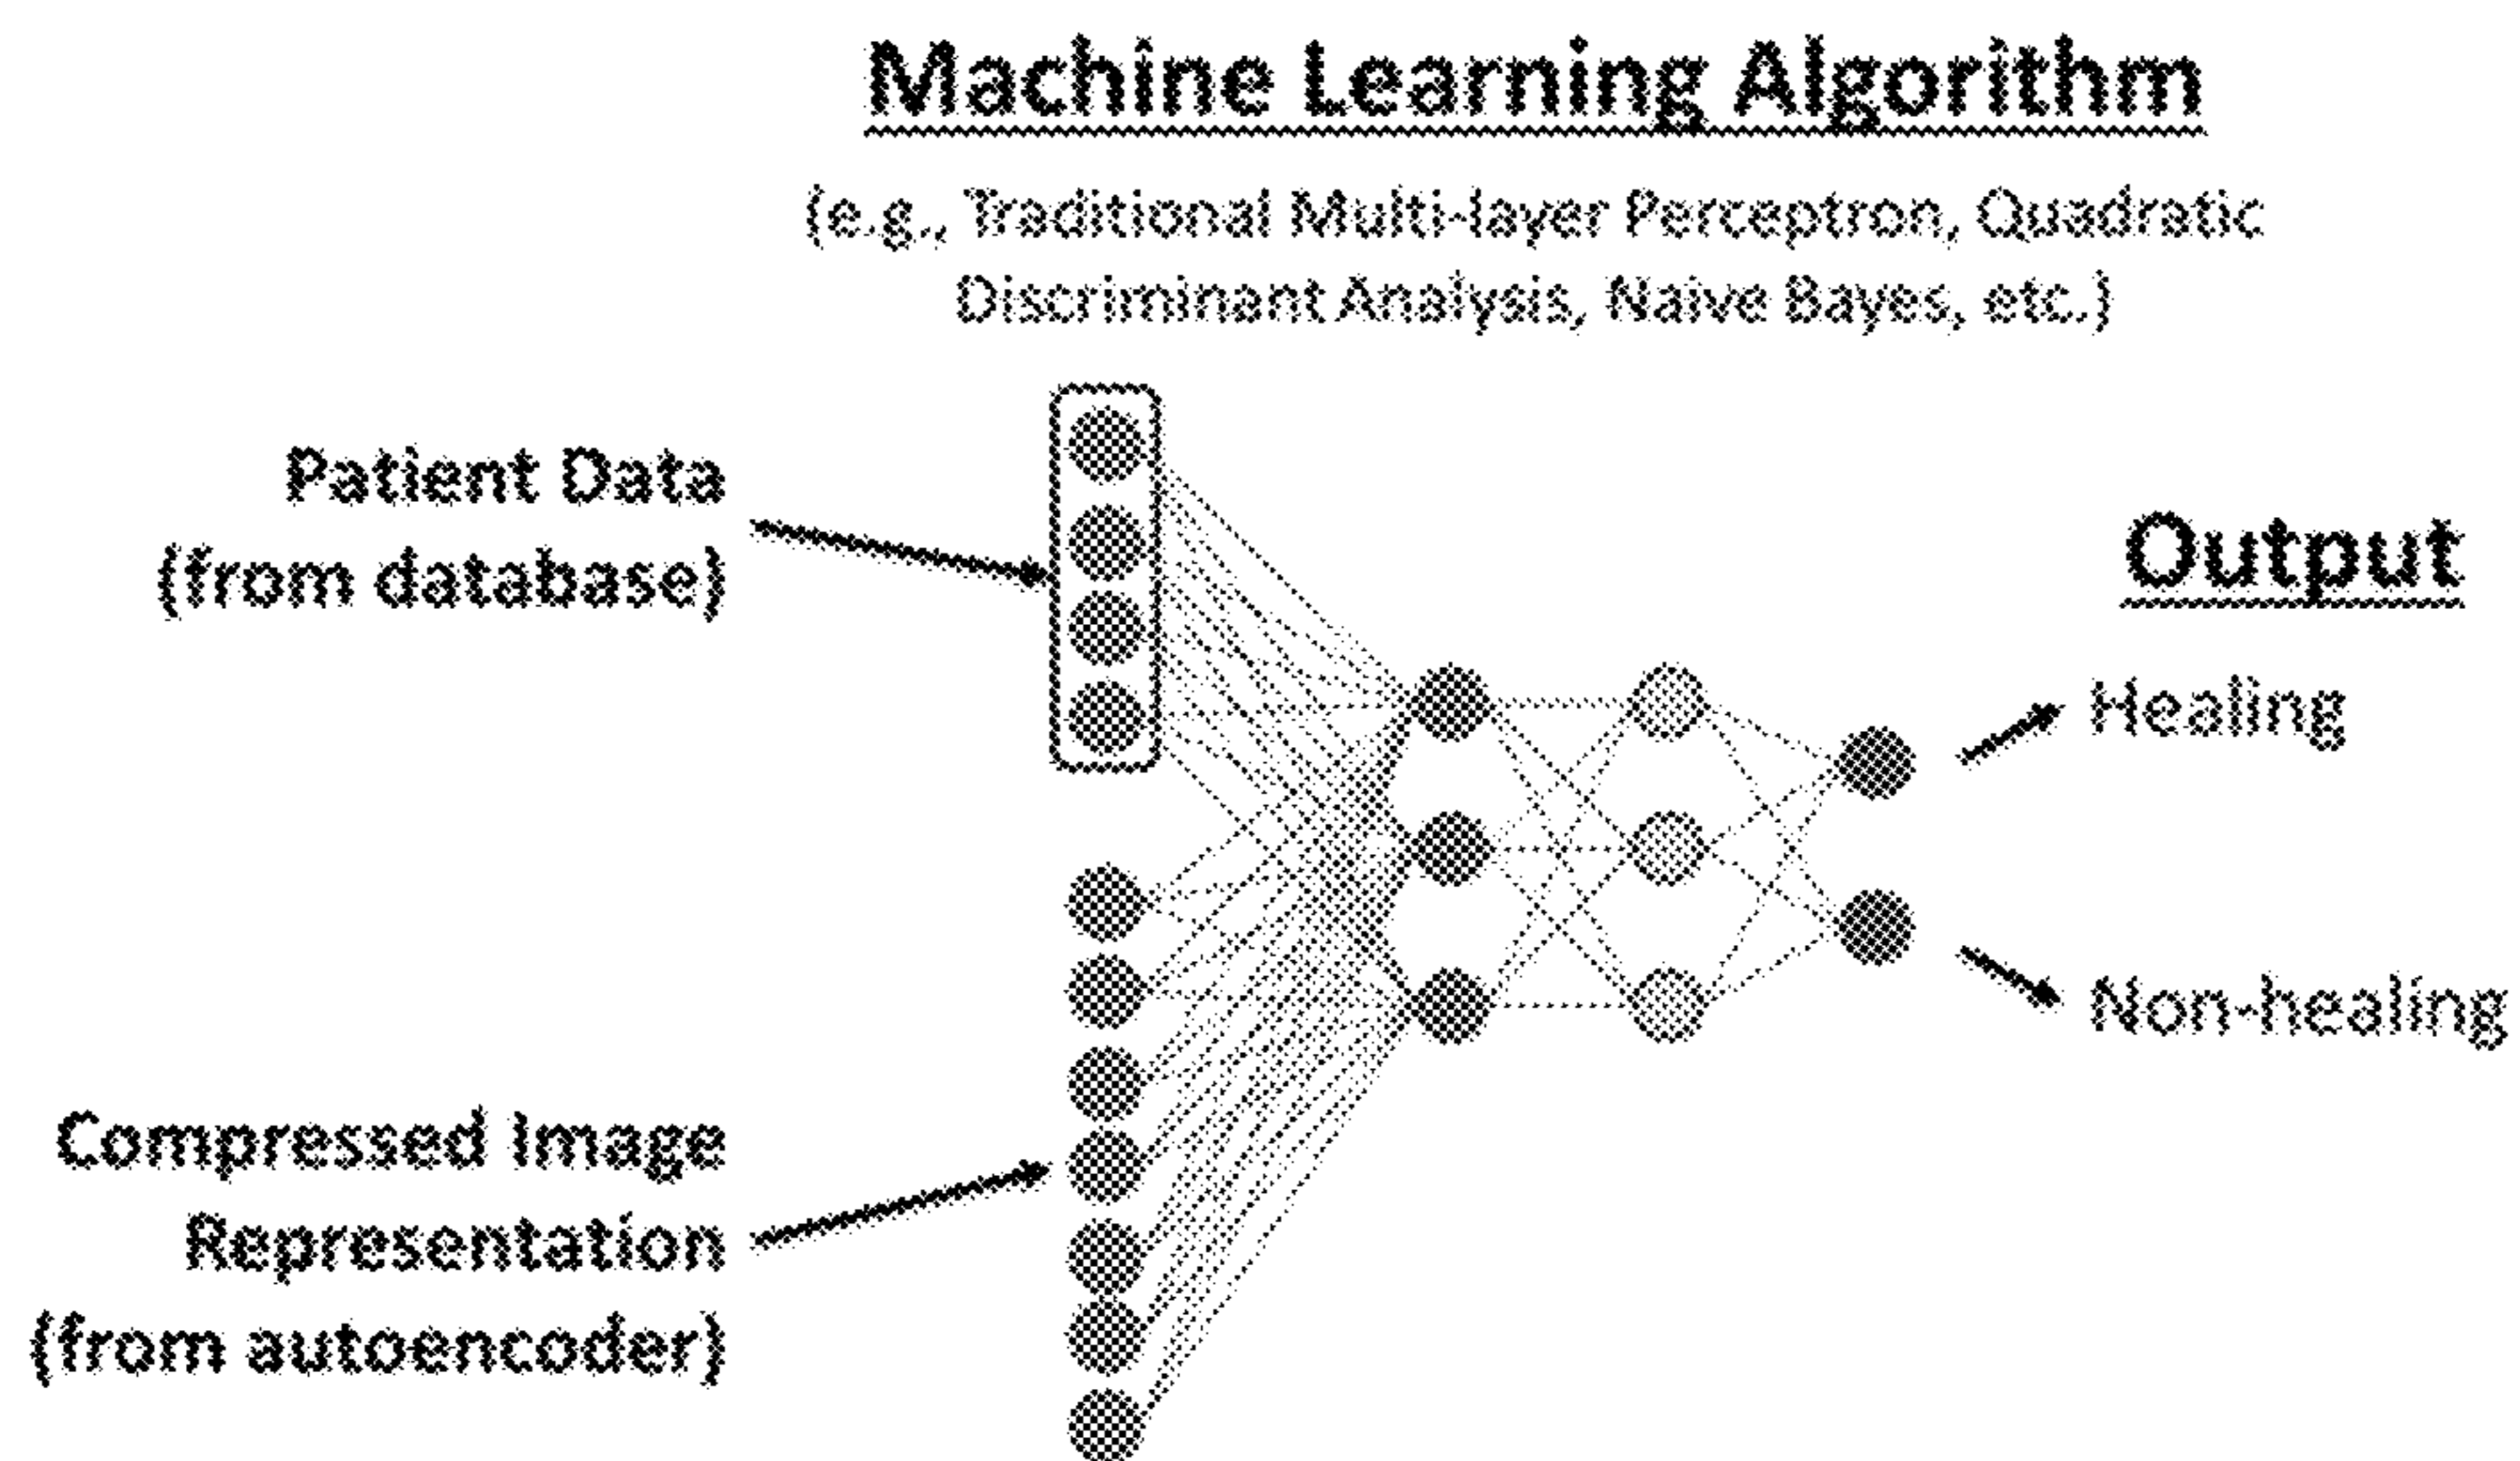 Machine Learning Algorithm
(e.g., Traditional Multi-layer Perceptron, Quadratic
Discriminant Analysis, Naive Bayes, etc.)
Patient Data
(from database)
Output
Healing
Non-healing
Compressed Image
Representation
(from autoencoder)